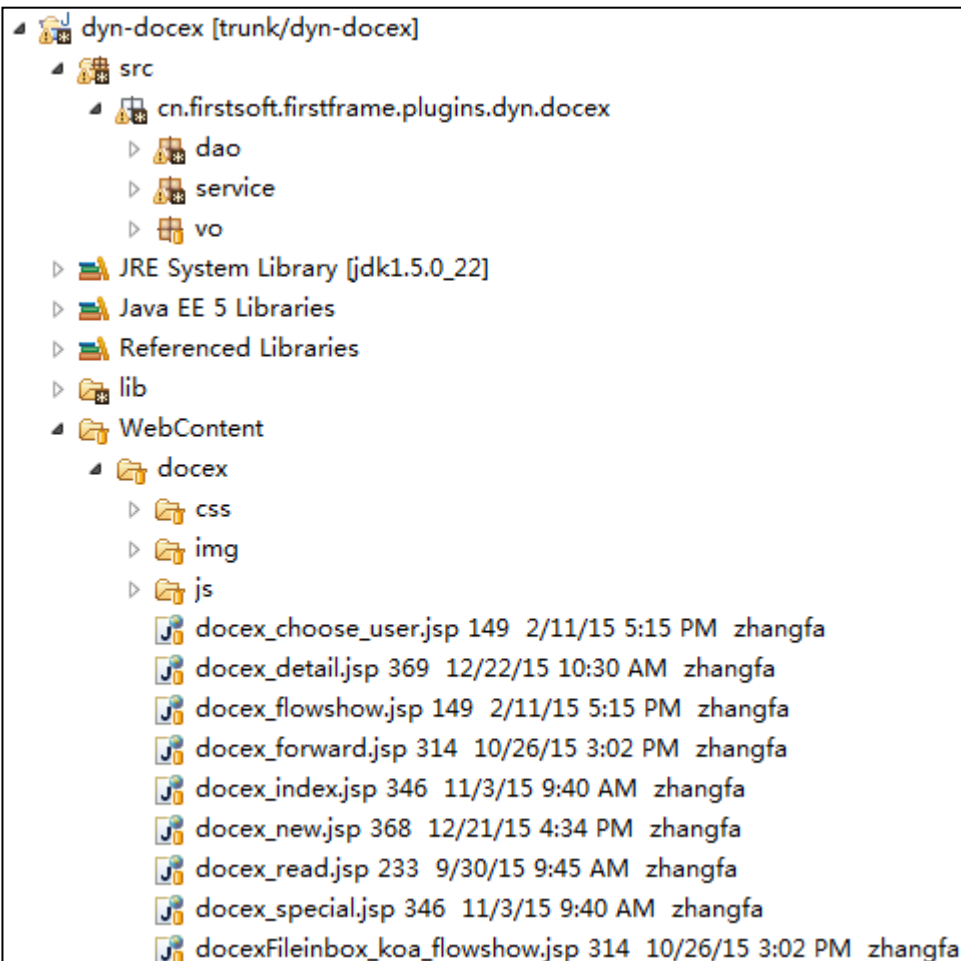 dyn-docex [trunk/dyn-docex]
src
cn.firstsoft.firstframe.plugins.dyn.docex
dao
service
vo
JRE System Library [jdk1.5.0_22]
Java EE 5 Libraries
Referenced Libraries
lib
WebContent
docex
css
img
js
docex_choose_user.jsp 149 2/11/15 5:15 PM zhangfa
docex_detail.jsp 369 12/22/15 10:30 AM zhangfa
docex_flowshow.jsp 149 2/11/15 5:15 PM zhangfa
docex_forward.jsp 314 10/26/15 3:02 PM zhangfa
docex_index.jsp 346 11/3/15 9:40 AM zhangfa
docex_new.jsp 368 12/21/15 4:34 PM zhangfa
docex_read.jsp 233 9/30/15 9:45 AM zhangfa
docex_special.jsp 346 11/3/15 9:40 AM zhangfa
docexFileinbox_koa_flowshow.jsp 314 10/26/15 3:02 PM zhangfa